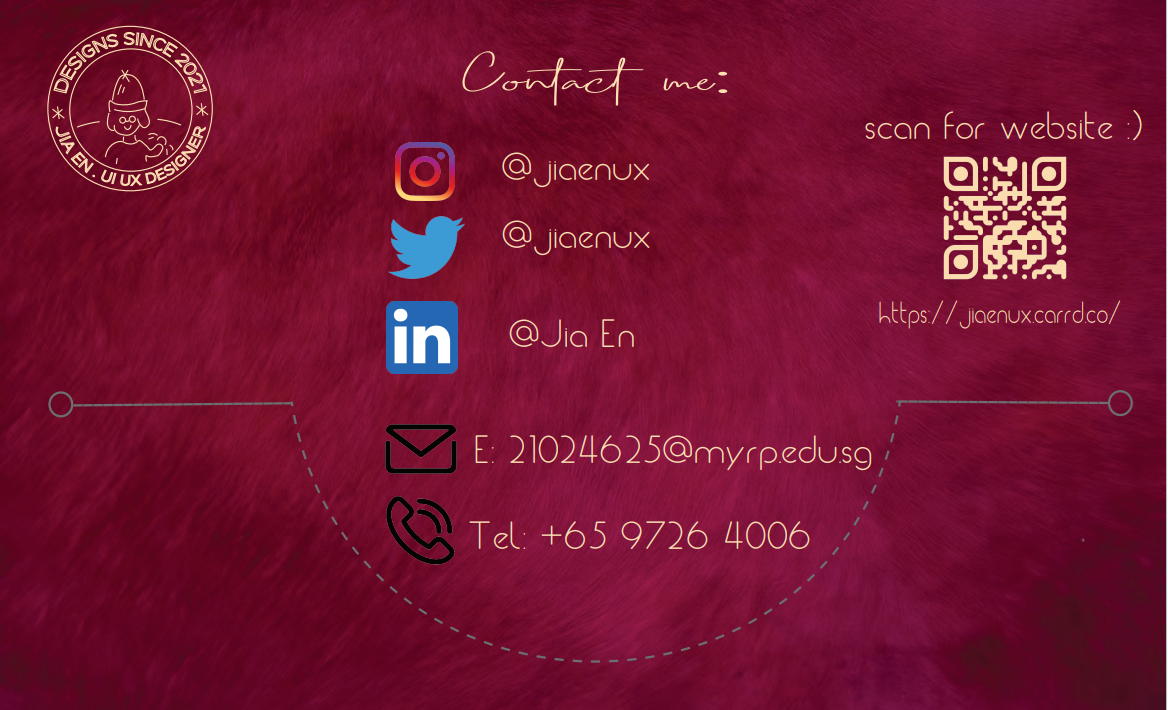 DESIGNS SINCE 2021
JIA EN . UI UX DESIGNER
Contact me:
scan for website :)
@jiaenux
@jiaenux
https://jiaenux.carrd.co/
in
@Jia En
E: 21024625@myrp.edu.sg
Tel: +65 9726 4006